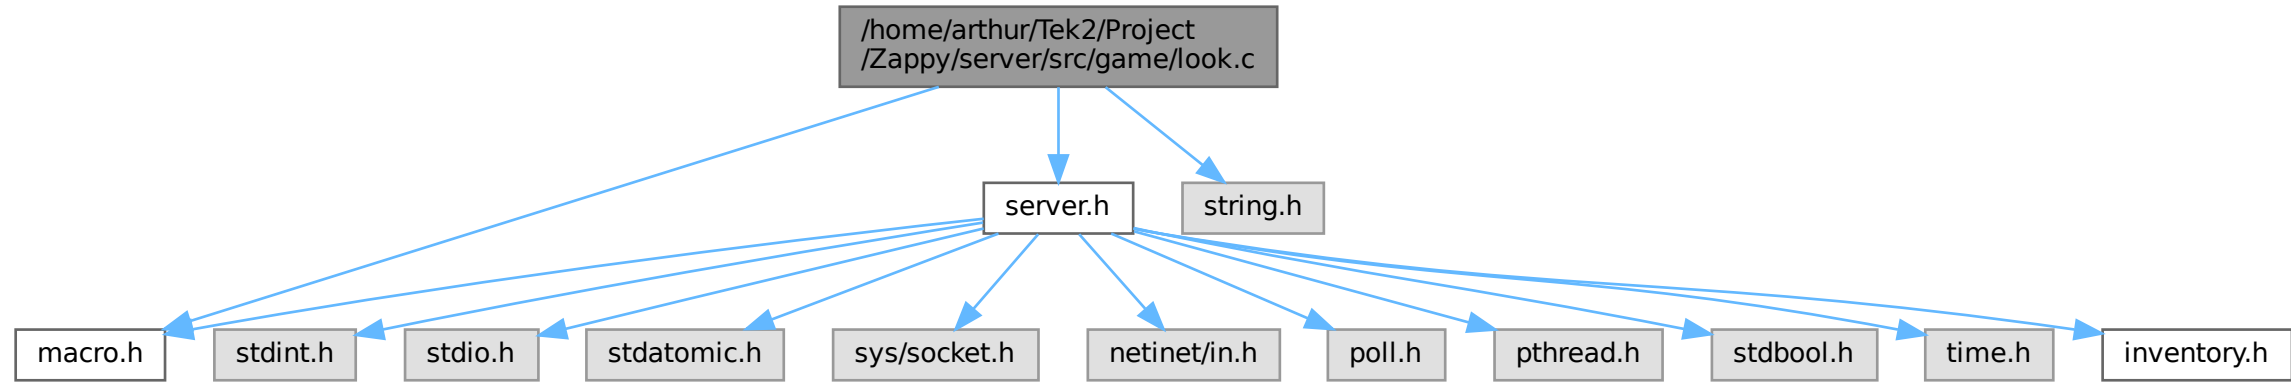 /home/arthur/Tek2/Project
/Zappy/server/src/game/look.c
server.h
string.h
macro.h
stdint.h
stdio.h
stdatomic.h
sys/socket.h
netinet/in.h
poll.h
pthread.h
stdbool.h
time.h
inventory.h